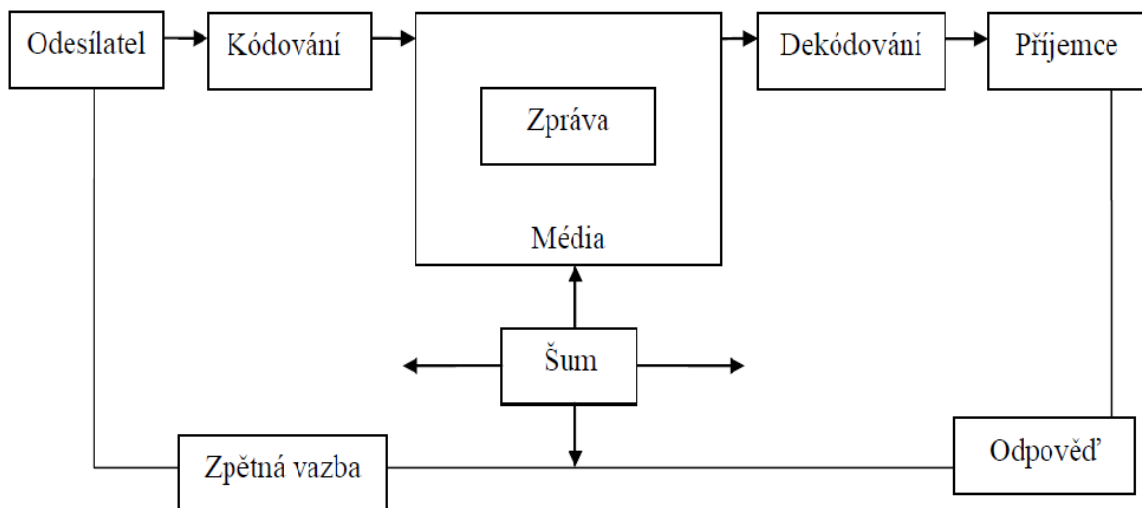 Odesílatel
Kódování
Zpráva
Média
Dekódování
Příjemce
Šum
Zpětná vazba
Odpověď